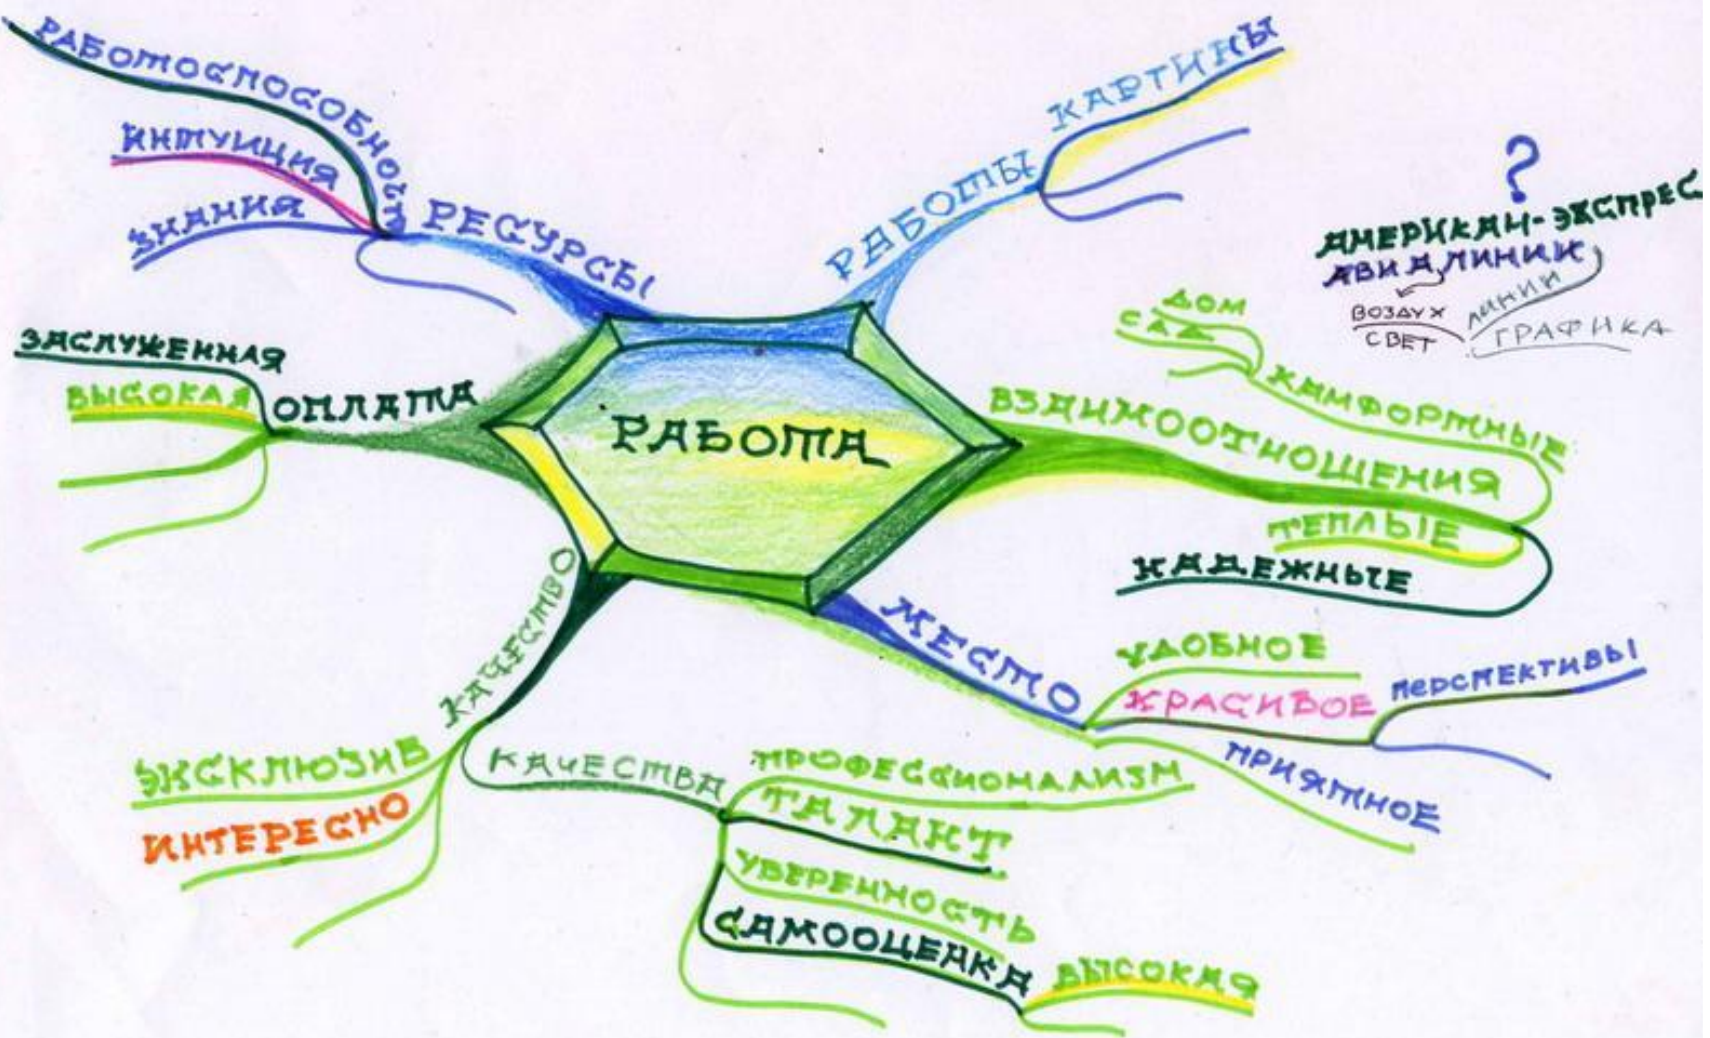 РАБОТОСПОСОБНОСТЬ
ИНТУИЦИЯ
ЗНАНИЯ
РЕСУРСЫ
РАБОТЫ
КАРТИНЫ
?
АМЕРИКАН-ЭКСПРЕС
АВИАЛИНИИ
ВОЗДУХ
СВЕТ
ЛИНИИ
ГРАФИКА
ЗАСЛУЖЕННАЯ
ВЫСОКАЯ
ОПЛАТА
РАБОТА
ДОМ
САД
КАМФОРТНЫЕ
ВЗАИМООТНОШЕНИЯ
ТЕПЛЫЕ
НАДЕЖНЫЕ
МЕСТО
УДОБНОЕ
КРАСИВОЕ
ПЕРСПЕКТИВЫ
ПРИЯТНОЕ
КАЧЕСТВО
ЭКСКЛЮЗИВ
ИНТЕРЕСНО
КАЧЕСТВА
ПРОФЕССИОНАЛИЗМ
ТАЛАНТ
УВЕРЕННОСТЬ
САМООЦЕНКА
ВЫСОКАЯ